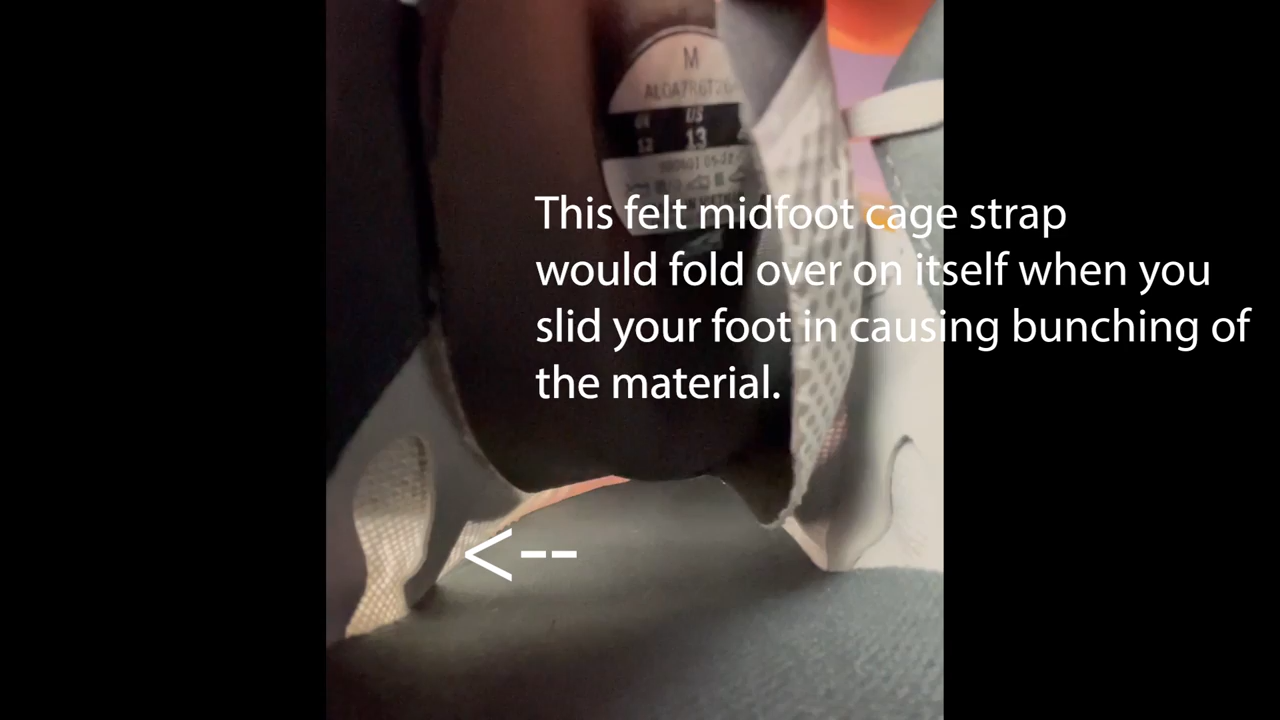 M
US
13
This felt midfoot cage strap
would fold over on itself when you
slid your foot in causing bunching of
the material.
<--